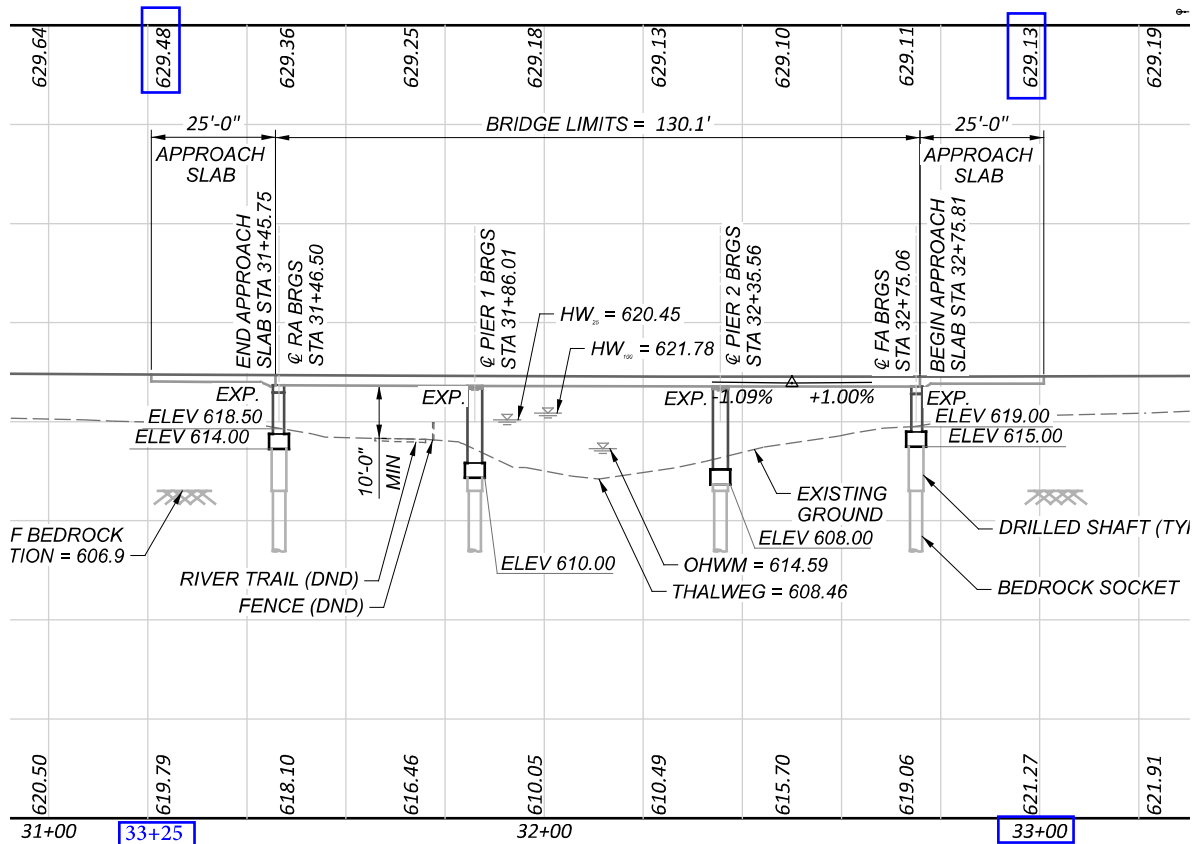 629.64
629.48
629.36
629.25
629.18
629.13
629.10
629.11
629.13
629.19
25'-0"
BRIDGE LIMITS = 130.1'
25'-0"
APPROACH
SLAB
APPROACH
SLAB
END APPROACH
SLAB STA 31+45.75
℄ RA BRGS
STA 31+46.50
℄ PIER 1 BRGS
STA 31+86.01
℄ PIER 2 BRGS
STA 32+35.56
℄ FA BRGS
STA 32+75.06
BEGIN APPROACH
SLAB STA 32+75.81
HW25 = 620.45
HW100 = 621.78
EXP.
EXP.
EXP.
-1.09%
+1.00%
EXP.
ELEV 618.50
ELEV 614.00
ELEV 619.00
ELEV 615.00
10'-0"
MIN
EXISTING
GROUND
F BEDROCK
TION = 606.9
DRILLED SHAFT (TYP
ELEV 608.00
ELEV 610.00
OHWM = 614.59
THALWEG = 608.46
RIVER TRAIL (DND)
FENCE (DND)
BEDROCK SOCKET
620.50
619.79
618.10
616.46
610.05
610.49
615.70
619.06
621.27
621.91
31+00
33+25
32+00
33+00